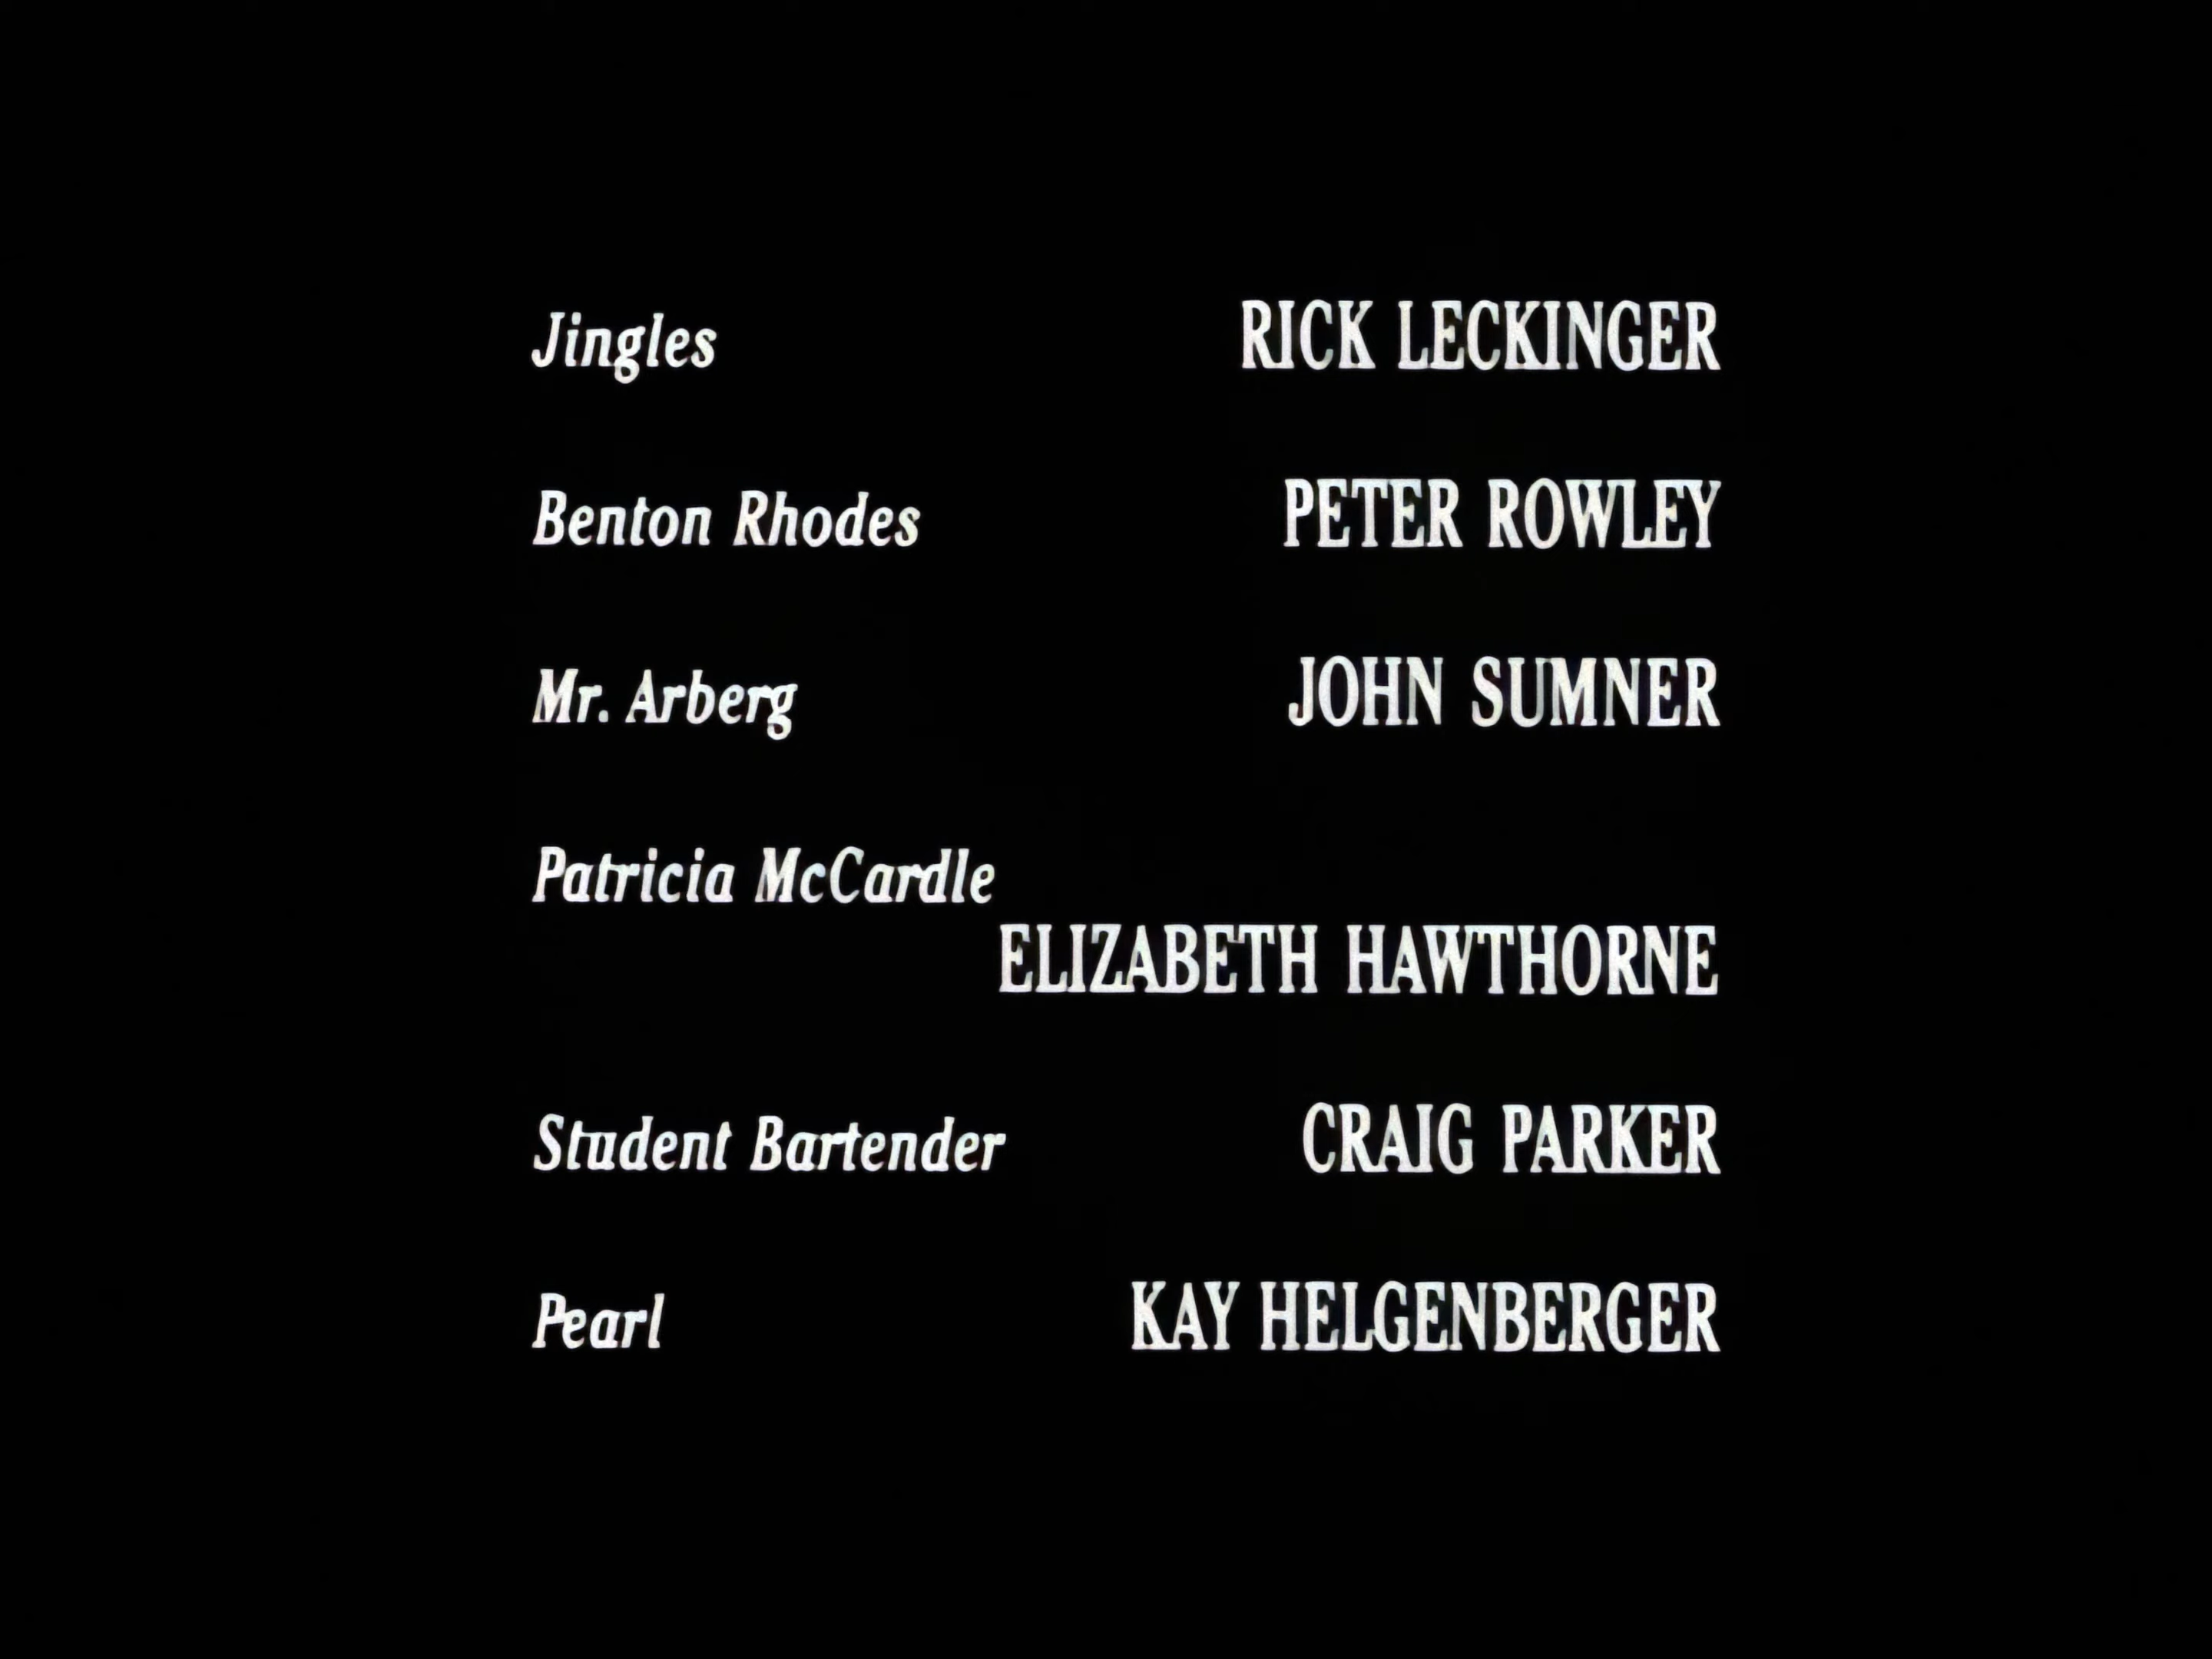 Jingles RICK LECKINGER
Benton Rhodes PETER ROWLEY
Mr. Arberg JOHN SUMNER
Patricia McCardle
ELIZABETH HAWTHORNE
Student Bartender CRAIG PARKER
Pearl KAY HELGENBERGER